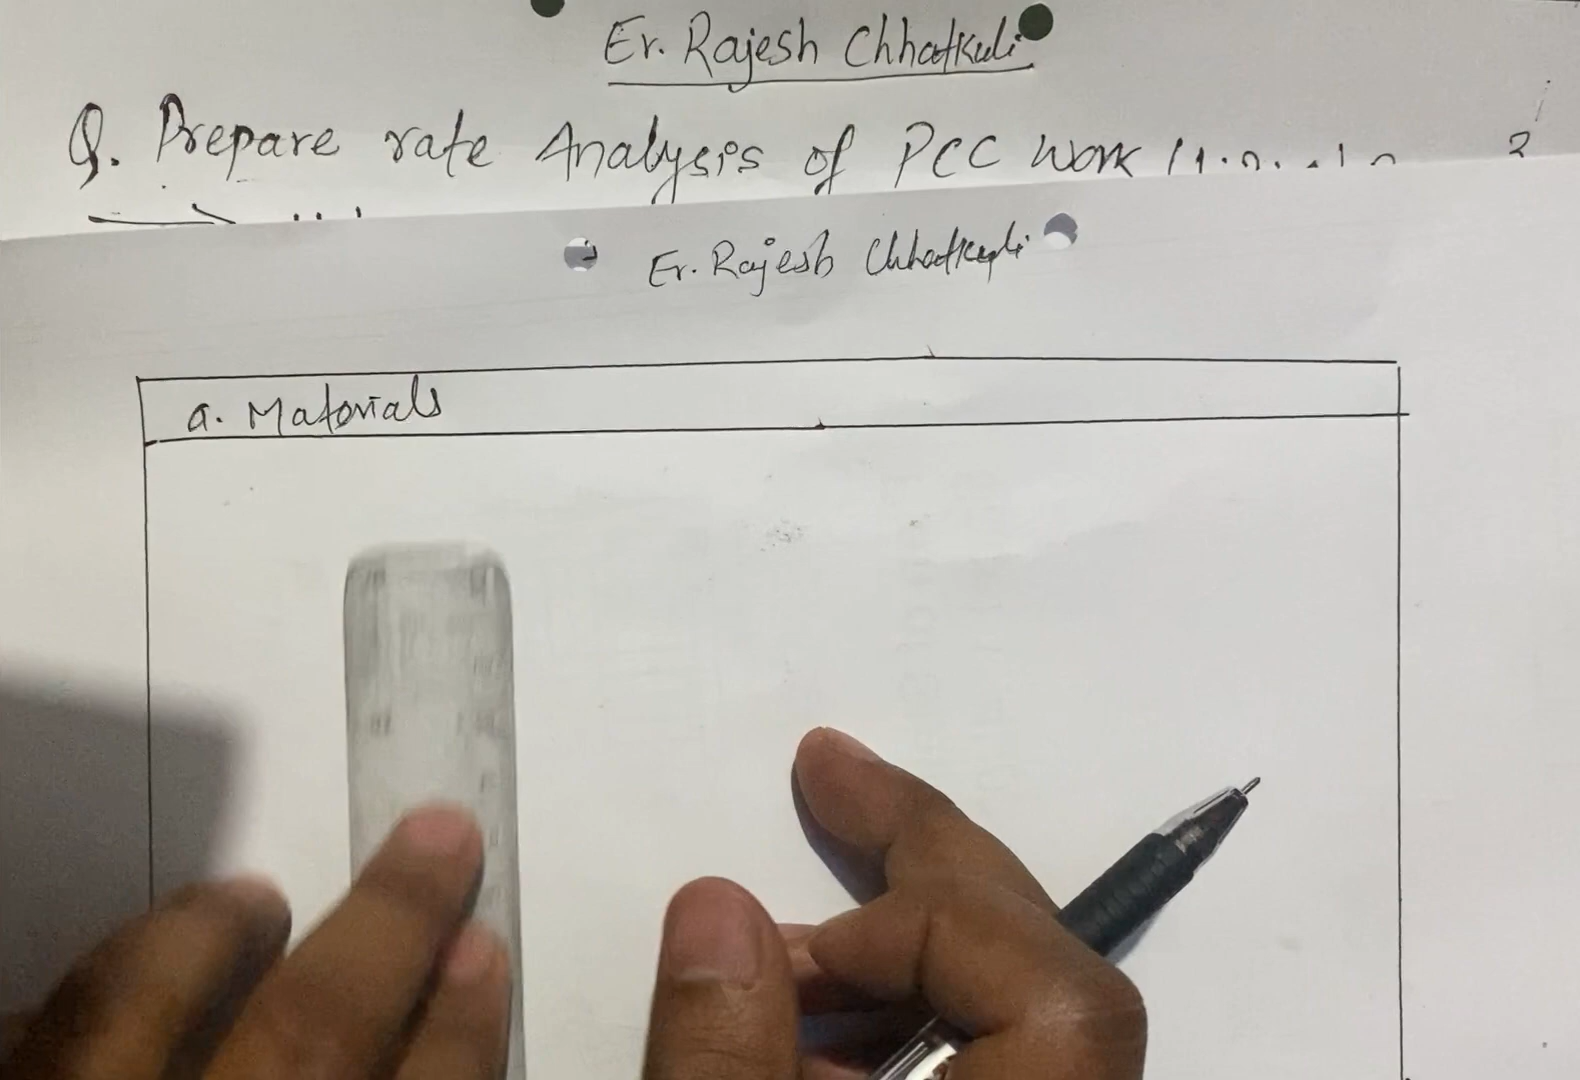 Er. Rajesh Chhatkuli
Q. Prepare rate Analysis of PCC Work
Er. Rajesh Chhatkuli
a. Materials